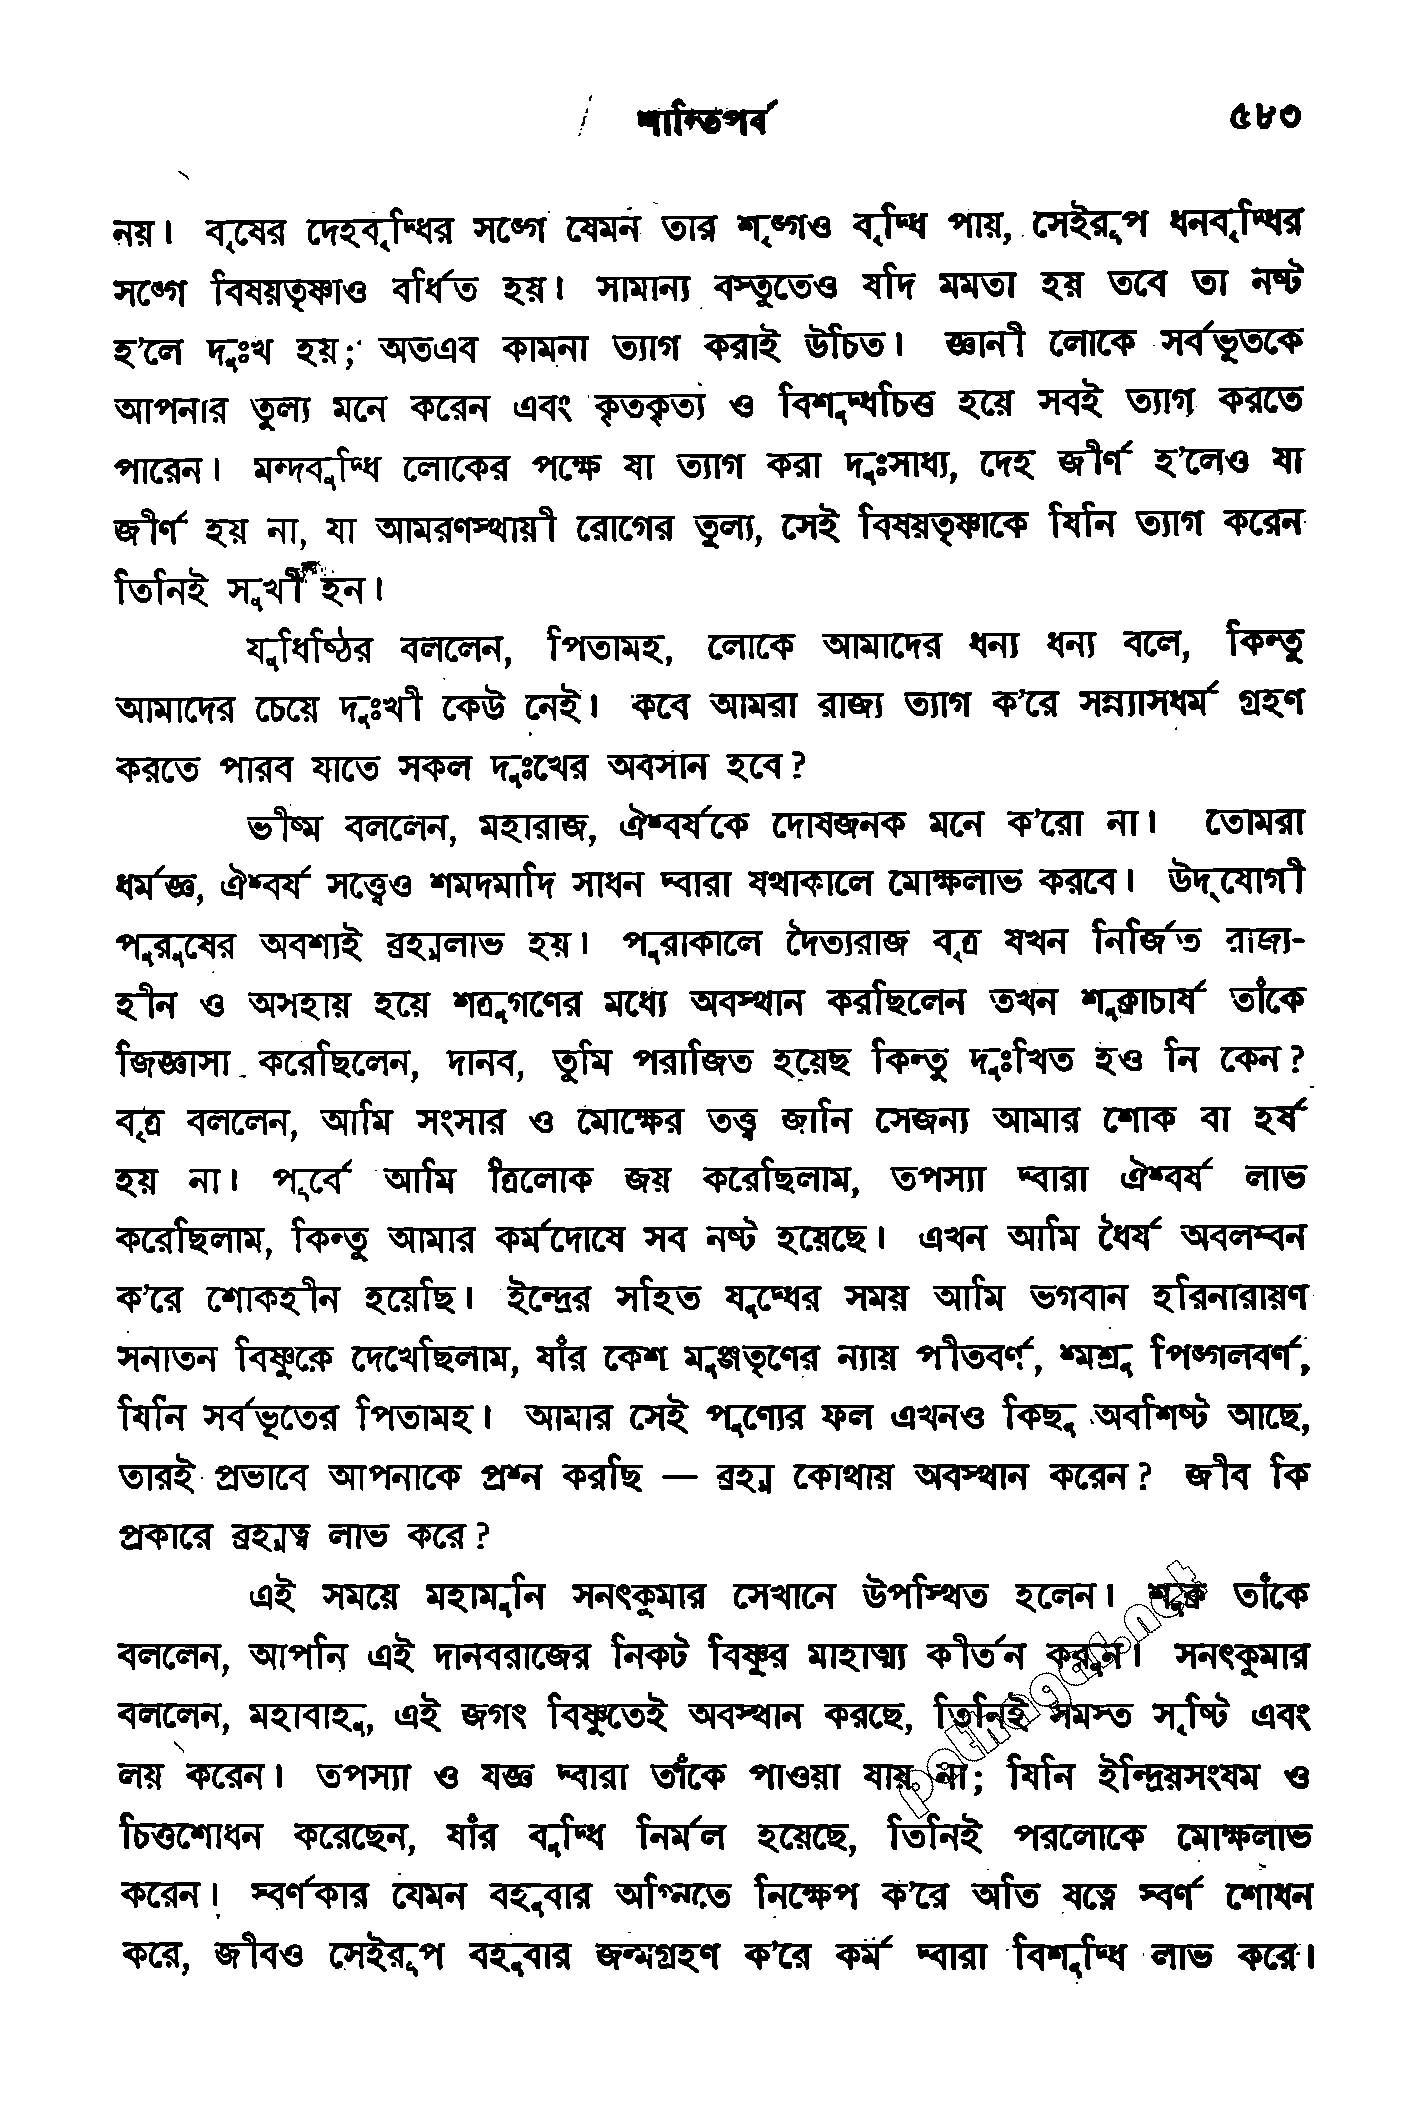 শান্তিপর্ব ৫৮৩
নয়। বৃষের দেহবৃদ্ধির সঙ্গে যেমন তার শৃঙ্গও বৃদ্ধি পায়, সেইরূপ ধনবৃদ্ধির
সঙ্গে বিষয়তৃষ্ণাও বর্ধিত হয়। সামান্য বস্তুতেও যদি মমতা হয় তবে তা নষ্ট
হ’লে দুঃখ হয়; অতএব কামনা ত্যাগ করাই উচিত। জ্ঞানী লোকে সর্বভূতকে
আপনার তুল্য মনে করেন এবং কৃতকৃত্য ও বিশুদ্ধচিত্ত হয়ে সবই ত্যাগ করতে
পারেন। মন্দবুদ্ধি লোকের পক্ষে যা ত্যাগ করা দুঃসাধ্য, দেহ জীর্ণ হ’লেও যা
জীর্ণ হয় না, যা আমরণস্থায়ী রোগের তুল্য, সেই বিষয়তৃষ্ণাকে যিনি ত্যাগ করেন
তিনিই সুখী হন।
যুধিষ্ঠির বললেন, পিতামহ, লোকে আমাদের ধন্য ধন্য বলে, কিন্তু
আমাদের চেয়ে দুঃখী কেউ নেই। কবে আমরা রাজ্য ত্যাগ ক’রে সন্ন্যাসধর্ম গ্রহণ
করতে পারব যাতে সকল দুঃখের অবসান হবে?
ভীষ্ম বললেন, মহারাজ, ঐশ্বর্যকে দোষজনক মনে ক’রো না। তোমরা
ধর্মজ্ঞ, ঐশ্বর্য সত্ত্বেও শমদমাদি সাধন দ্বারা যথাকালে মোক্ষলাভ করবে। উদ্‌যোগী
পুরুষের অবশ্যই ব্রহ্মলাভ হয়। পুরাকালে দৈত্যরাজ বৃত্র যখন নির্জিত রাজ্য-
হীন ও অসহায় হয়ে শত্রুগণের মধ্যে অবস্থান করছিলেন তখন শুক্রাচার্য তাঁকে
জিজ্ঞাসা করেছিলেন, দানব, তুমি পরাজিত হয়েছ কিন্তু দুঃখিত হও নি কেন?
বৃত্র বললেন, আমি সংসার ও মোক্ষের তত্ত্ব জানি সেজন্য আমার শোক বা হর্ষ
হয় না। পূর্বে আমি ত্রিলোক জয় করেছিলাম, তপস্যা দ্বারা ঐশ্বর্য লাভ
করেছিলাম, কিন্তু আমার কর্মদোষে সব নষ্ট হয়েছে। এখন আমি ধৈর্য অবলম্বন
ক’রে শোকহীন হয়েছি। ইন্দ্রের সহিত যুদ্ধের সময় আমি ভগবান হরিনারায়ণ
সনাতন বিষ্ণুকে দেখেছিলাম, যাঁর কেশ মুঞ্জতৃণের ন্যায় পীতবর্ণ, শ্মশ্রু পিঙ্গলবর্ণ,
যিনি সর্বভূতের পিতামহ। আমার সেই পুণ্যের ফল এখনও কিছু অবশিষ্ট আছে,
তারই প্রভাবে আপনাকে প্রশ্ন করছি — ব্রহ্ম কোথায় অবস্থান করেন? জীব কি
প্রকারে ব্রহ্মত্ব লাভ করে?
এই সময়ে মহামুনি সনৎকুমার সেখানে উপস্থিত হলেন। শুক্র তাঁকে
বললেন, আপনি এই দানবরাজের নিকট বিষ্ণুর মাহাত্ম্য কীর্তন করুন। সনৎকুমার
বললেন, মহাবাহু, এই জগৎ বিষ্ণুতেই অবস্থান করছে, তিনিই সমস্ত সৃষ্টি এবং
লয় করেন। তপস্যা ও যজ্ঞ দ্বারা তাঁকে পাওয়া যায় না; যিনি ইন্দ্রিয়সংযম ও
চিত্তশোধন করেছেন, যাঁর বুদ্ধি নির্মল হয়েছে, তিনিই পরলোকে মোক্ষলাভ
করেন। স্বর্ণকার যেমন বহুবার অগ্নিতে নিক্ষেপ ক’রে অতি যত্নে স্বর্ণ শোধন
করে, জীবও সেইরূপ বহুবার জন্মগ্রহণ ক’রে কর্ম দ্বারা বিশুদ্ধি লাভ করে।
pathagar.net